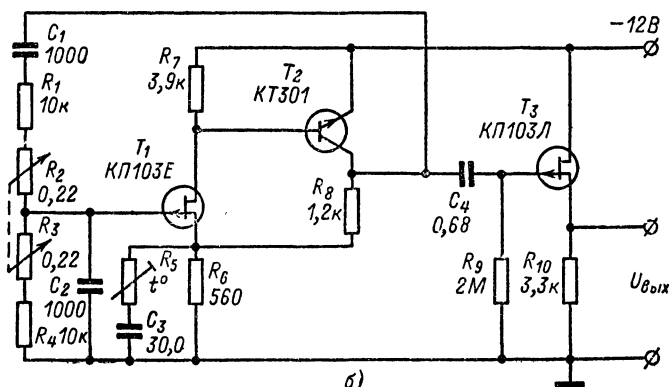 C1
1000
R1
10к
R2
0,22
R3
0,22
C2
1000
R4 10к
R7
3,9к
T1
КП103Е
T2
КТ301
R5
t°
C3
30,0
R6
560
R8
1,2к
C4
0,68
T3
КП103Л
−12В
R9
2М
R10
3,3к
Uвых
б)